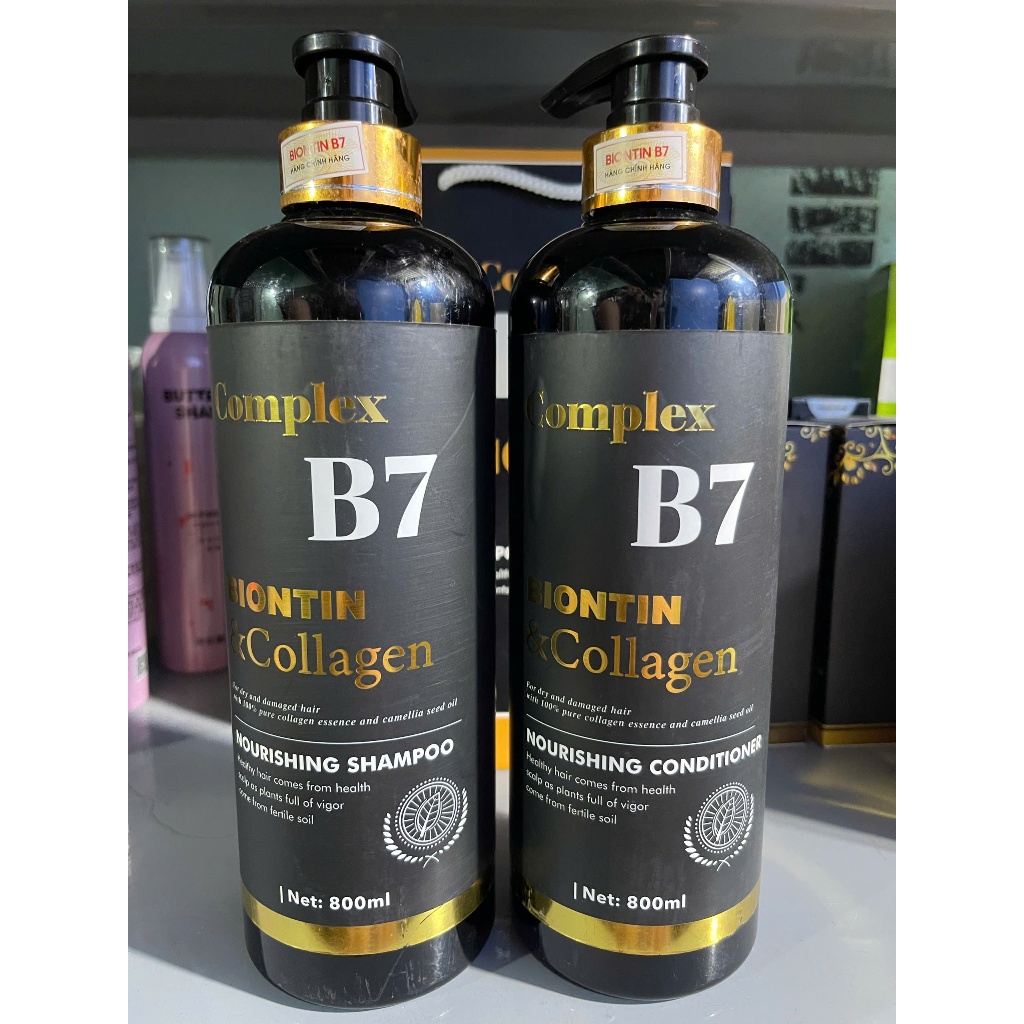 BIONTIN B7
HÀNG CHÍNH HÃNG
Complex
B7
BIONTIN
&Collagen
For dry and damaged hair
with 100% pure collagen essence and camellia seed oil
NOURISHING SHAMPOO
Healthy hair comes from health
scalp as plants full of vigor
come from fertile soil
Net: 800ml
BIONTIN B7
HÀNG CHÍNH HÃNG
Complex
B7
BIONTIN
&Collagen
For dry and damaged hair
with 100% pure collagen essence and camellia seed oil
NOURISHING CONDITIONER
Healthy hair comes from health
scalp as plants full of vigor
come from fertile soil
Net: 800ml